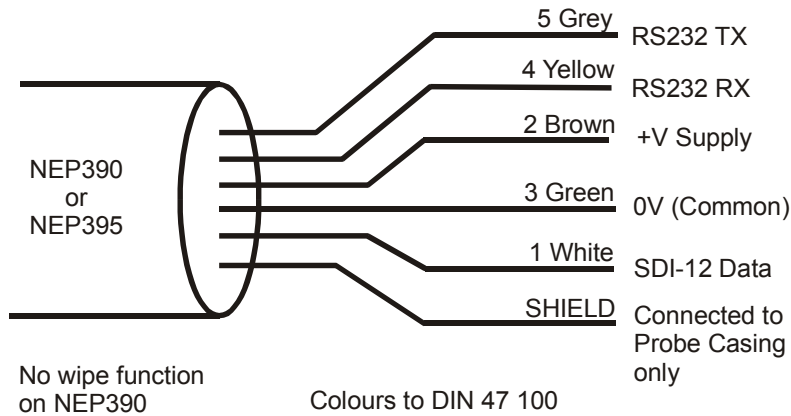 5 Grey
RS232 TX
4 Yellow
RS232 RX
2 Brown
+V Supply
NEP390
or
NEP395
3 Green
0V (Common)
1 White
SDI-12 Data
SHIELD
Connected to
Probe Casing
only
No wipe function
on NEP390
Colours to DIN 47 100